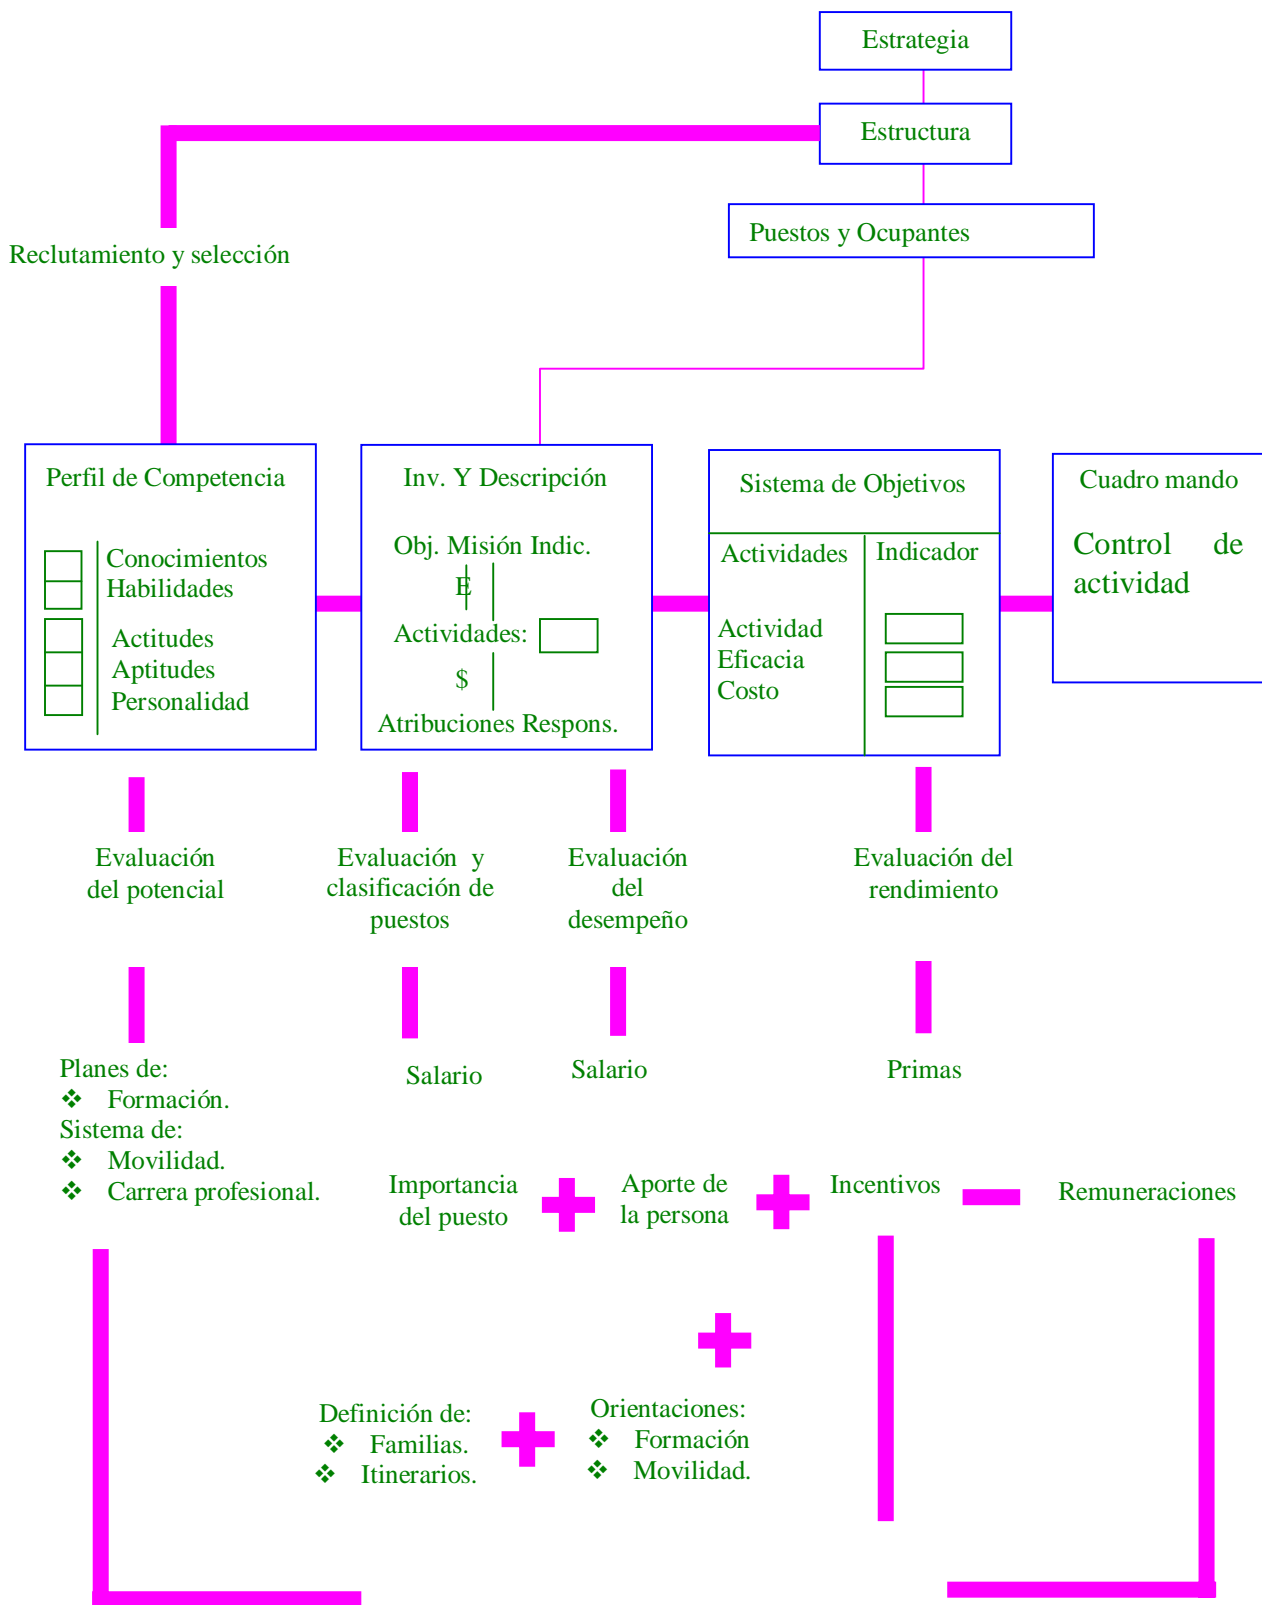 Estrategia
Estructura
Puestos y Ocupantes
Reclutamiento y selección
Perfil de Competencia
Conocimientos
Habilidades
Actitudes
Aptitudes
Personalidad
Inv. Y Descripción
Obj. Misión Indic.
E
Actividades:
$
Atribuciones Respons.
Sistema de Objetivos
Actividades
Indicador
Actividad
Eficacia
Costo
Cuadro mando
Control de
actividad
Evaluación
del potencial
Evaluación y
clasificación de
puestos
Evaluación
del
desempeño
Evaluación del
rendimiento
Planes de:
❖ Formación.
Sistema de:
❖ Movilidad.
❖ Carrera profesional.
Salario
Salario
Primas
Importancia
del puesto
Aporte de
la persona
Incentivos
Remuneraciones
Definición de:
❖ Familias.
❖ Itinerarios.
Orientaciones:
❖ Formación
❖ Movilidad.